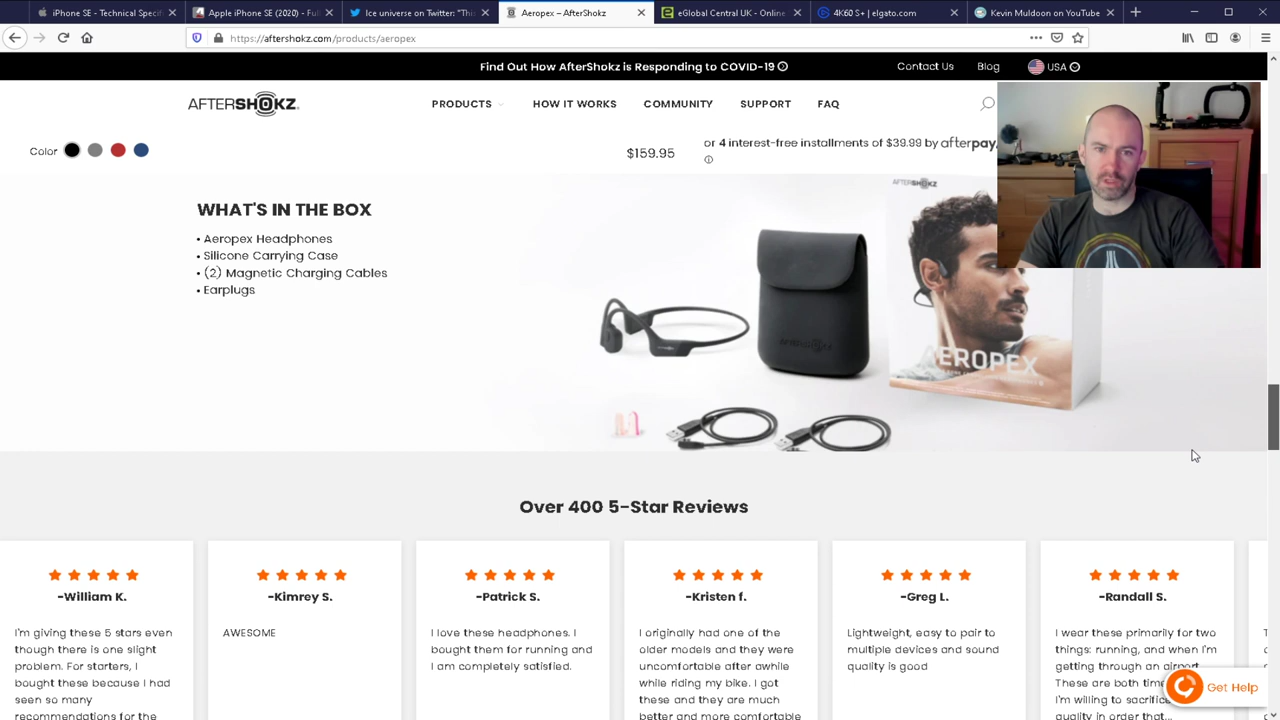 iPhone SE - Technical Specif
Apple iPhone SE (2020) - Full
Ice universe on Twitter: "This
Aeropex – AfterShokz
eGlobal Central UK - Online
4K60 S+ | elgato.com
Kevin Muldoon on YouTube
https://aftershokz.com/products/aeropex
Find Out How AfterShokz is Responding to COVID-19
Contact Us
Blog
USA
AFTERSHOKZ
PRODUCTS
HOW IT WORKS
COMMUNITY
SUPPORT
FAQ
Color
$159.95
or 4 interest-free installments of $39.99 by afterpay
WHAT'S IN THE BOX
• Aeropex Headphones
• Silicone Carrying Case
• (2) Magnetic Charging Cables
• Earplugs
AFTERSHOKZ
AEROPEX
Over 400 5-Star Reviews
-William K.
I'm giving these 5 stars even
though there is one slight
problem. For starters, I
bought these because I had
seen so many
recommendations for the
-Kimrey S.
AWESOME
-Patrick S.
I love these headphones. I
bought them for running and
I am completely satisfied.
-Kristen f.
I originally had one of the
older models and they were
uncomfortable after awhile
while riding my bike. I got
these and they are much
better and more comfortable
-Greg L.
Lightweight, easy to pair to
multiple devices and sound
quality is good
-Randall S.
I wear these primarily for two
things: running, and when I'm
getting through an airport.
These are both
I'm willing to
quality in order that...
Get Help